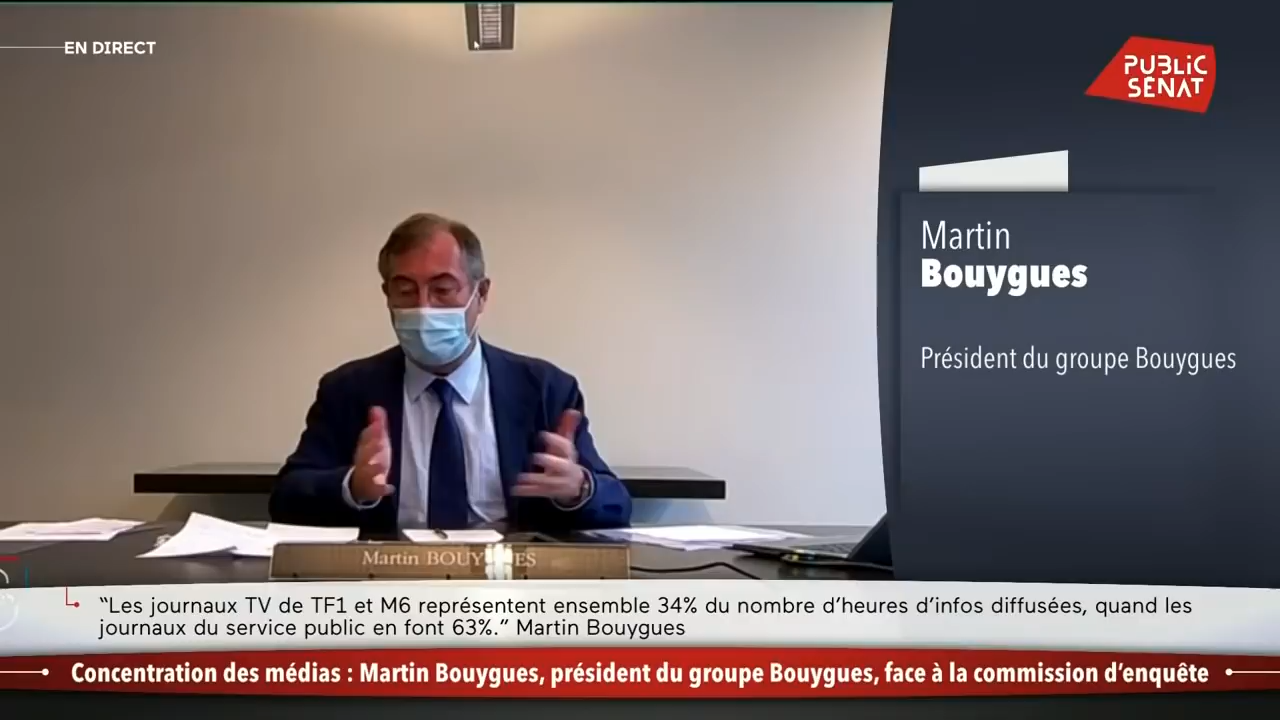 EN DIRECT
PUBLIC
SÉNAT
Martin
Bouygues
Président du groupe Bouygues
Martin BOUYGUES
“Les journaux TV de TF1 et M6 représentent ensemble 34% du nombre d’heures d’infos diffusées, quand les
journaux du service public en font 63%.” Martin Bouygues
Concentration des médias : Martin Bouygues, président du groupe Bouygues, face à la commission d’enquête